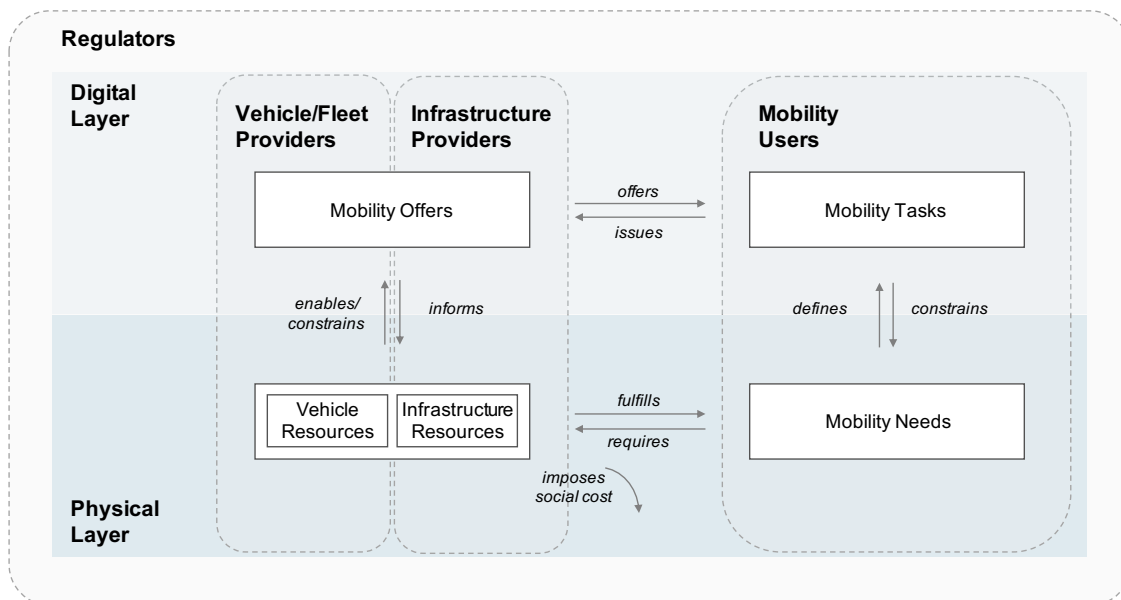 Regulators
Digital
Layer
Vehicle/Fleet
Providers
Infrastructure
Providers
Mobility
Users
Mobility Offers
offers
issues
Mobility Tasks
enables/
constrains
informs
defines
constrains
Vehicle
Resources
Infrastructure
Resources
fulfills
requires
Mobility Needs
imposes
social cost
Physical
Layer